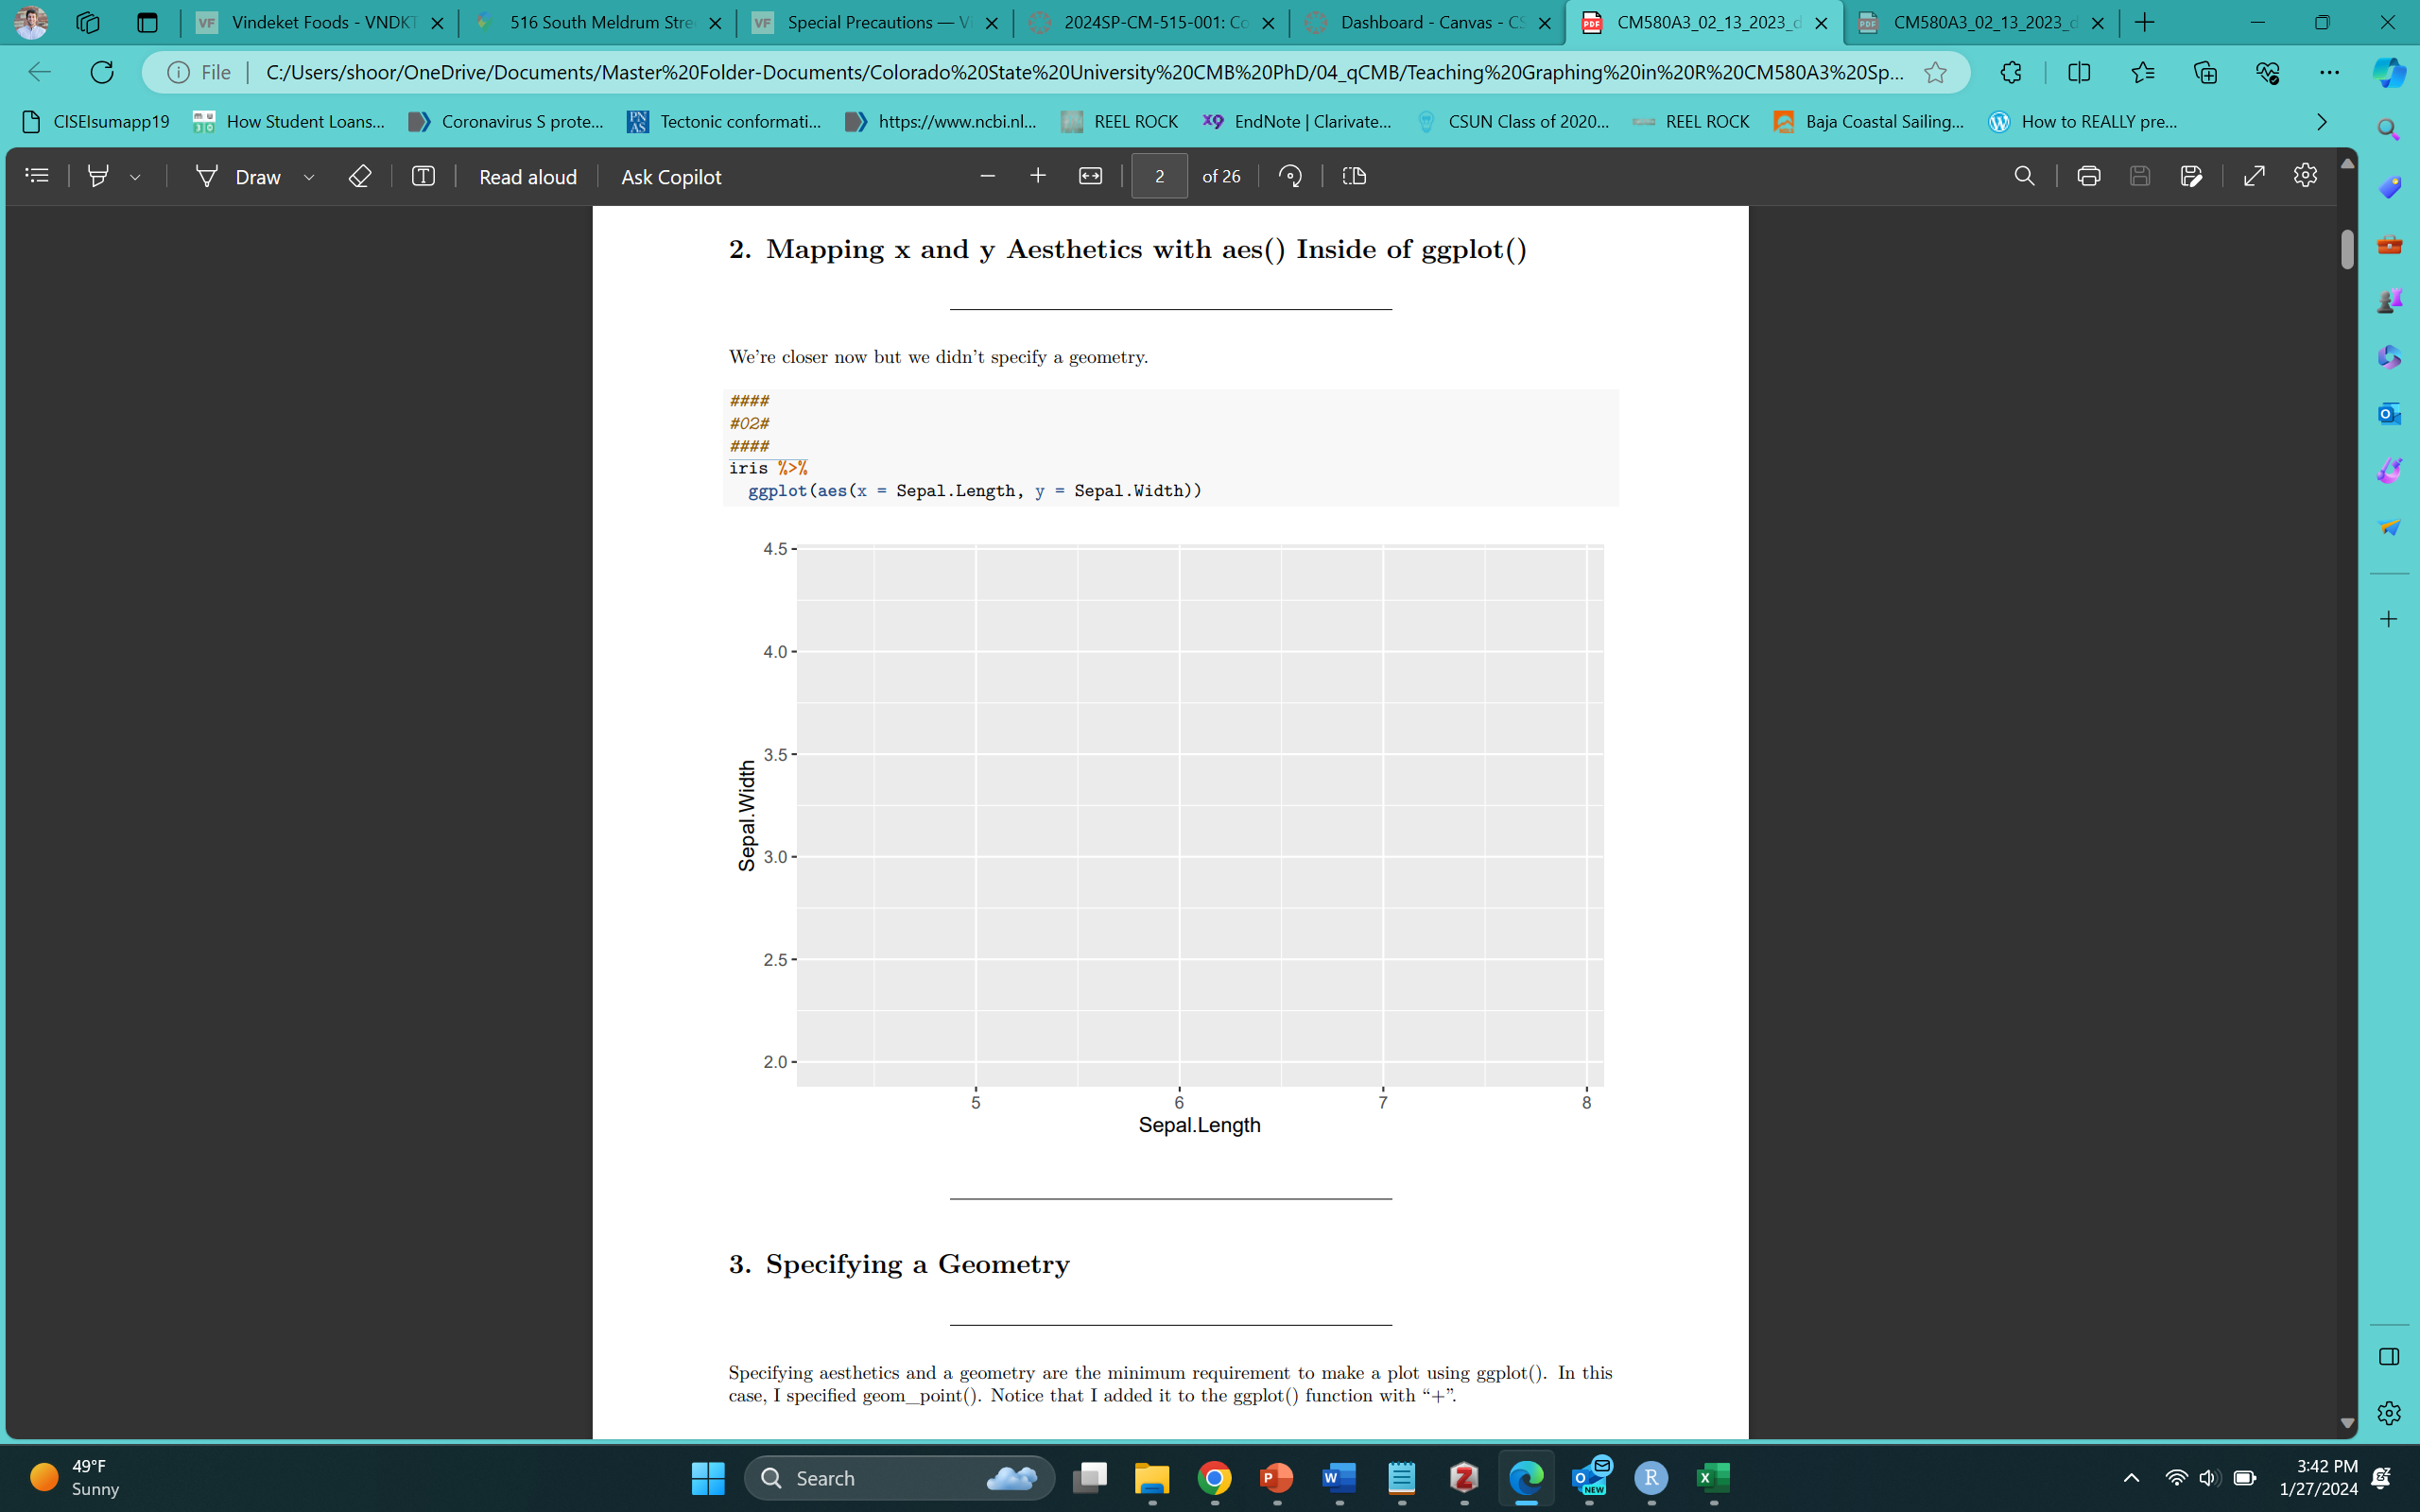 Vindeket Foods - VNDKT
516 South Meldrum Stre
Special Precautions — V
2024SP-CM-515-001: Co
Dashboard - Canvas - CS
CM580A3_02_13_2023_d
CM580A3_02_13_2023_d
File
C:/Users/shoor/OneDrive/Documents/Master%20Folder-Documents/Colorado%20State%20University%20CMB%20PhD/04_qCMB/Teaching%20Graphing%20in%20R%20CM580A3%20Sp...
CISEIsumapp19
How Student Loans...
Coronavirus S prote...
Tectonic conformati...
https://www.ncbi.nl...
REEL ROCK
EndNote | Clarivate...
CSUN Class of 2020...
REEL ROCK
Baja Coastal Sailing...
How to REALLY pre...
Draw
Read aloud
Ask Copilot
2
of 26
2. Mapping x and y Aesthetics with aes() Inside of ggplot()
We're closer now but we didn't specify a geometry.
####
#02#
####
iris %>%
ggplot(aes(x = Sepal.Length, y = Sepal.Width))
4.5
4.0
3.5
3.0
2.5
2.0
Sepal.Width
5 6 7 8
Sepal.Length
3. Specifying a Geometry
Specifying aesthetics and a geometry are the minimum requirement to make a plot using ggplot(). In this
case, I specified geom_point(). Notice that I added it to the ggplot() function with “+”.
49°F
Sunny
Search
NEW
3:42 PM
1/27/2024